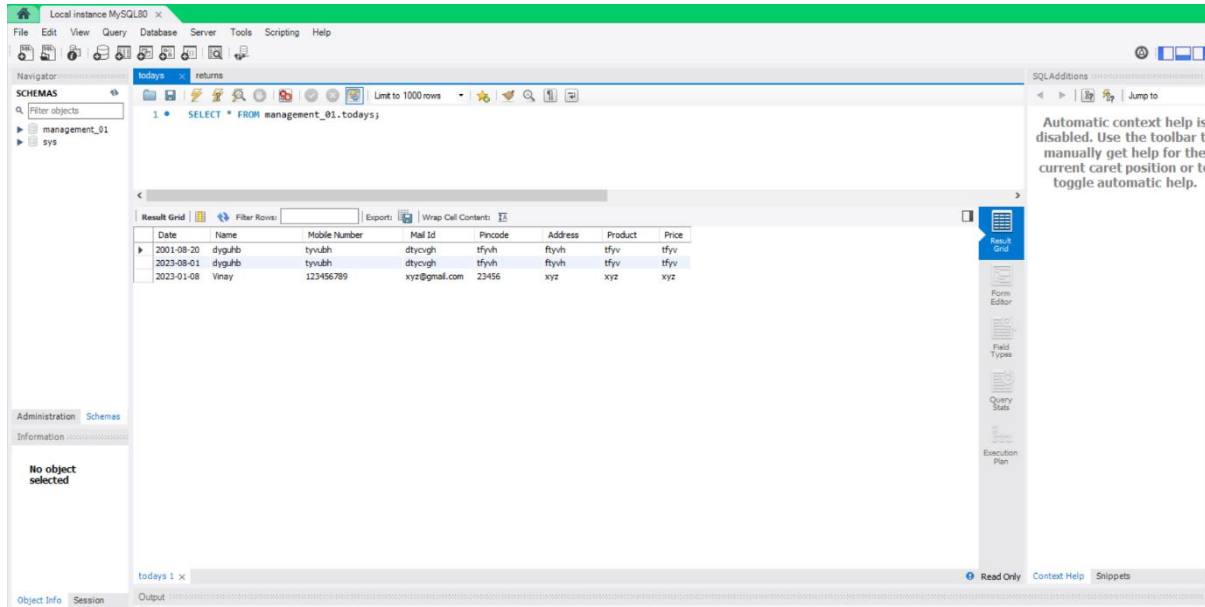 Local instance MySQL80 ×
File Edit View Query Database Server Tools Scripting Help
Navigator
SCHEMAS
Filter objects
management_01
sys
Administration Schemas
Information
No object
selected
Object Info Session
todays × returns
Limit to 1000 rows
1 SELECT * FROM management_01.todays;
Result Grid Filter Rows: Export: Wrap Cell Content:
Date Name Mobile Number Mail Id Pincode Address Product Price
2001-08-20 dyguhb tyvubh dtycvgh tfyvh ftyvh tfyv tfyv
2023-08-01 dyguhb tyvubh dtycvgh tfyvh ftyvh tfyv tfyv
2023-01-08 Vinay 123456789 xyz@gmail.com 23456 xyz xyz xyz
Result
Grid
Form
Editor
Field
Types
Query
Stats
Execution
Plan
todays 1 × Read Only
Output
SQLAdditions
Jump to
Automatic context help is
disabled. Use the toolbar t
manually get help for the
current caret position or to
toggle automatic help.
Context Help Snippets